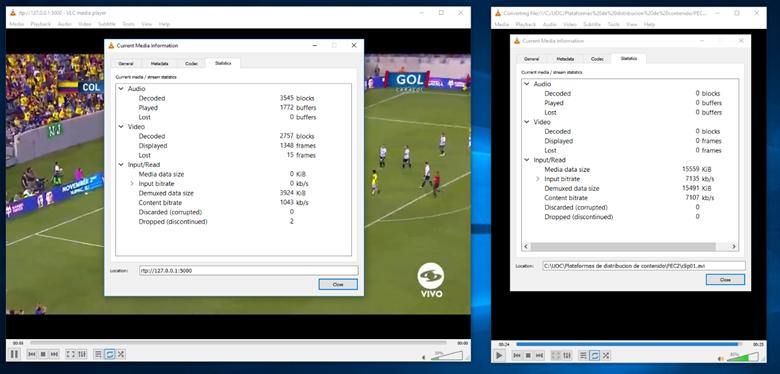 rtp://127.0.0.1:5000 - VLC media player
Media Playback Audio Video Subtitle Tools View Help
Current Media Information
General Metadata Codec Statistics
Current media / stream statistics
Audio
Decoded 3545 blocks
Played 1772 buffers
Lost 0 buffers
Video
Decoded 2757 blocks
Displayed 1348 frames
Lost 15 frames
Input/Read
Media data size 0 KiB
Input bitrate 0 kb/s
Demuxed data size 3924 KiB
Content bitrate 1043 kb/s
Discarded (corrupted) 0
Dropped (discontinued) 2
Location: rtp://127.0.0.1:5000
Close
COL
NJ
GOL
CARACOL
VIVO
00:00
30%
Converting file:///C:/UOC/Plataformas%20de%20distribucion%20de%20contenido/PEC2...
Media Playback Audio Video Subtitle Tools View Help
Current Media Information
General Metadata Codec Statistics
Current media / stream statistics
Audio
Decoded 0 blocks
Played 0 buffers
Lost 0 buffers
Video
Decoded 0 blocks
Displayed 0 frames
Lost 0 frames
Input/Read
Media data size 15559 KiB
Input bitrate 7135 kb/s
Demuxed data size 15491 KiB
Content bitrate 7107 kb/s
Discarded (corrupted) 0
Dropped (discontinued) 0
Location: C:\UOC\Plataformas de distribucion de contenido\PEC2\clip01.avi
Close
00:24
00:25